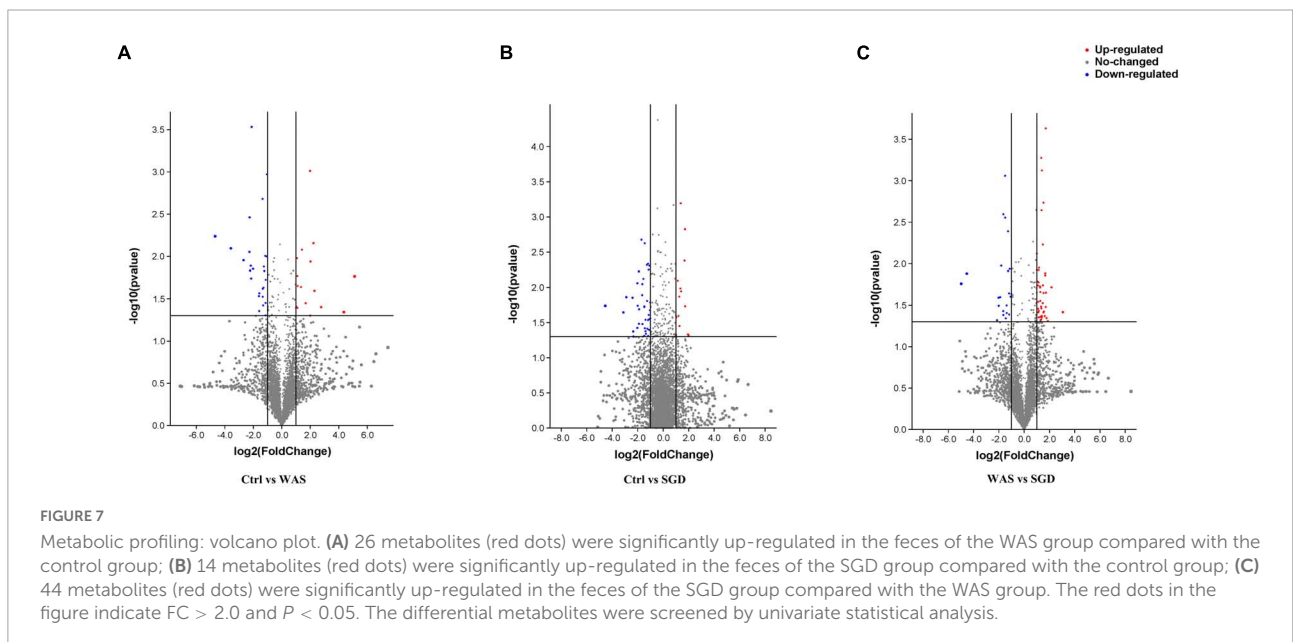 A
B
C
Up-regulated
No-changed
Down-regulated
3.5
3.0
2.5
2.0
1.5
1.0
0.5
0.0
-log10(pvalue)
-6.0 -4.0 -2.0 0.0 2.0 4.0 6.0
log2(FoldChange)
Ctrl vs WAS
4.0
3.5
3.0
2.5
2.0
1.5
1.0
0.5
0.0
-log10(pvalue)
-8.0 -6.0 -4.0 -2.0 0.0 2.0 4.0 6.0 8.0
log2(FoldChange)
Ctrl vs SGD
3.5
3.0
2.5
2.0
1.5
1.0
0.5
0.0
-log10(pvalue)
-8.0 -6.0 -4.0 -2.0 0.0 2.0 4.0 6.0 8.0
log2(FoldChange)
WAS vs SGD
FIGURE 7
Metabolic profiling: volcano plot. (A) 26 metabolites (red dots) were significantly up-regulated in the feces of the WAS group compared with the
control group; (B) 14 metabolites (red dots) were significantly up-regulated in the feces of the SGD group compared with the control group; (C)
44 metabolites (red dots) were significantly up-regulated in the feces of the SGD group compared with the WAS group. The red dots in the
figure indicate FC > 2.0 and P < 0.05. The differential metabolites were screened by univariate statistical analysis.